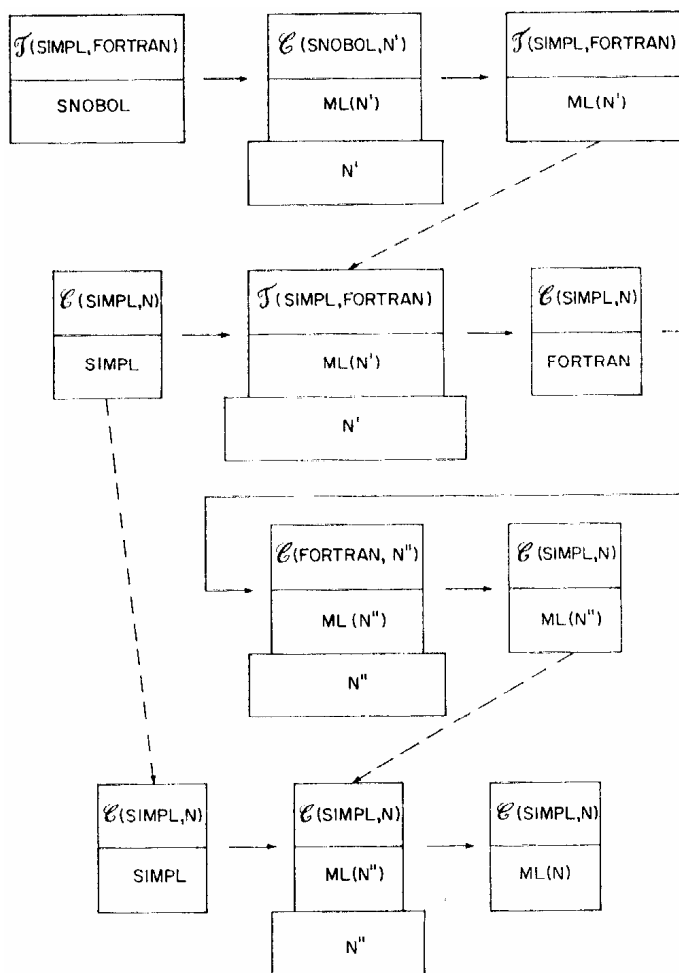 𝒯(SIMPL,FORTRAN)
SNOBOL
𝒞(SNOBOL,N')
ML(N')
N'
𝒯(SIMPL,FORTRAN)
ML(N')
𝒞(SIMPL,N)
SIMPL
𝒯(SIMPL,FORTRAN)
ML(N')
N'
𝒞(SIMPL,N)
FORTRAN
𝒞(FORTRAN, N")
ML(N")
N"
𝒞(SIMPL,N)
ML(N")
𝒞(SIMPL,N)
SIMPL
𝒞(SIMPL,N)
ML(N")
N"
𝒞(SIMPL,N)
ML(N)